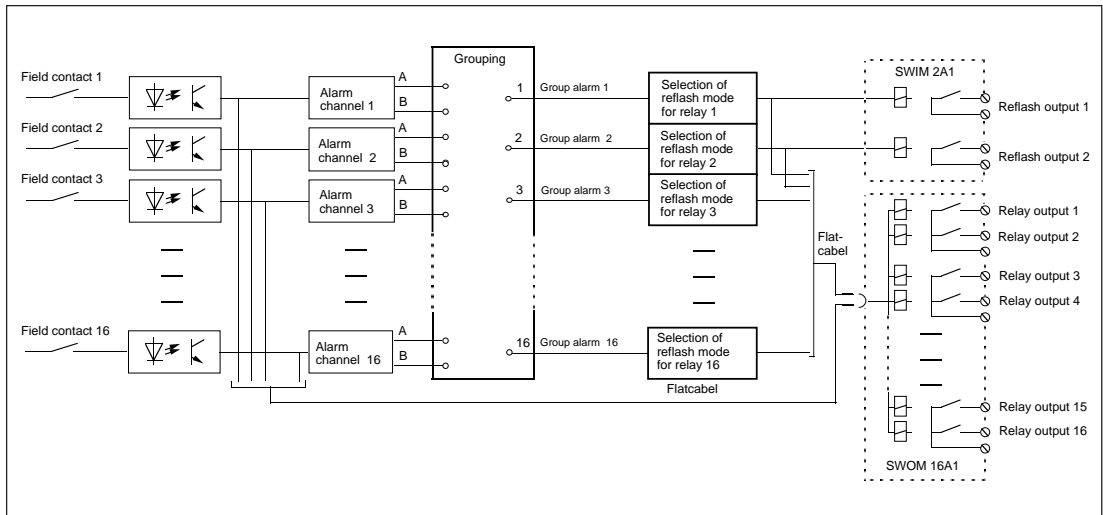 Grouping
SWIM 2A1
Field contact 1
Alarm
channel 1
A
B
1
Group alarm 1
Selection of
reflash mode
for relay 1
Reflash output 1
Field contact 2
Alarm
channel 2
A
B
2
Group alarm 2
Selection of
reflash mode
for relay 2
Reflash output 2
Field contact 3
Alarm
channel 3
A
B
3
Group alarm 3
Selection of
reflash mode
for relay 3
Relay output 1
Relay output 2
Flat-
cabel
Relay output 3
Relay output 4
Field contact 16
Alarm
channel 16
A
B
16
Group alarm 16
Selection of
reflash mode
for relay 16
Flatcabel
Relay output 15
Relay output 16
SWOM 16A1